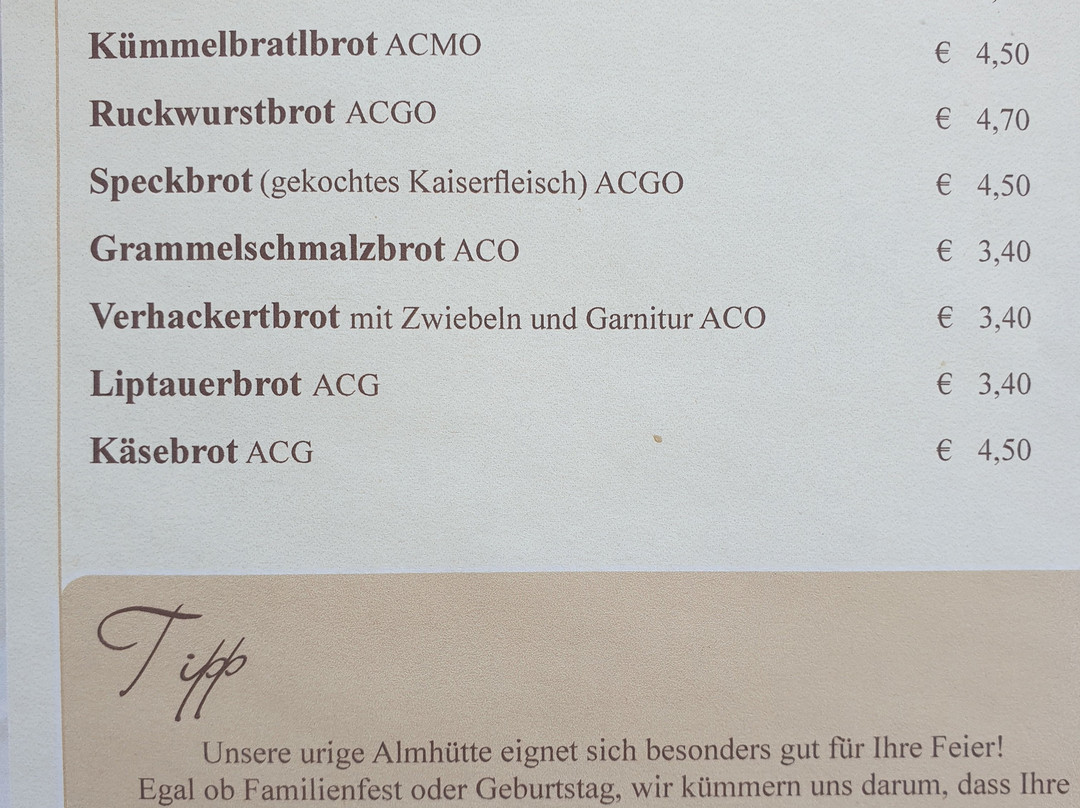 Kümmelbratlbrot ACMO € 4,50
Ruckwurstbrot ACGO € 4,70
Speckbrot (gekochtes Kaiserfleisch) ACGO € 4,50
Grammelschmalzbrot ACO € 3,40
Verhackertbrot mit Zwiebeln und Garnitur ACO € 3,40
Liptauerbrot ACG € 3,40
Käsebrot ACG € 4,50
Tipp
Unsere urige Almhütte eignet sich besonders gut für Ihre Feier!
Egal ob Familienfest oder Geburtstag, wir kümmern uns darum, dass Ihre